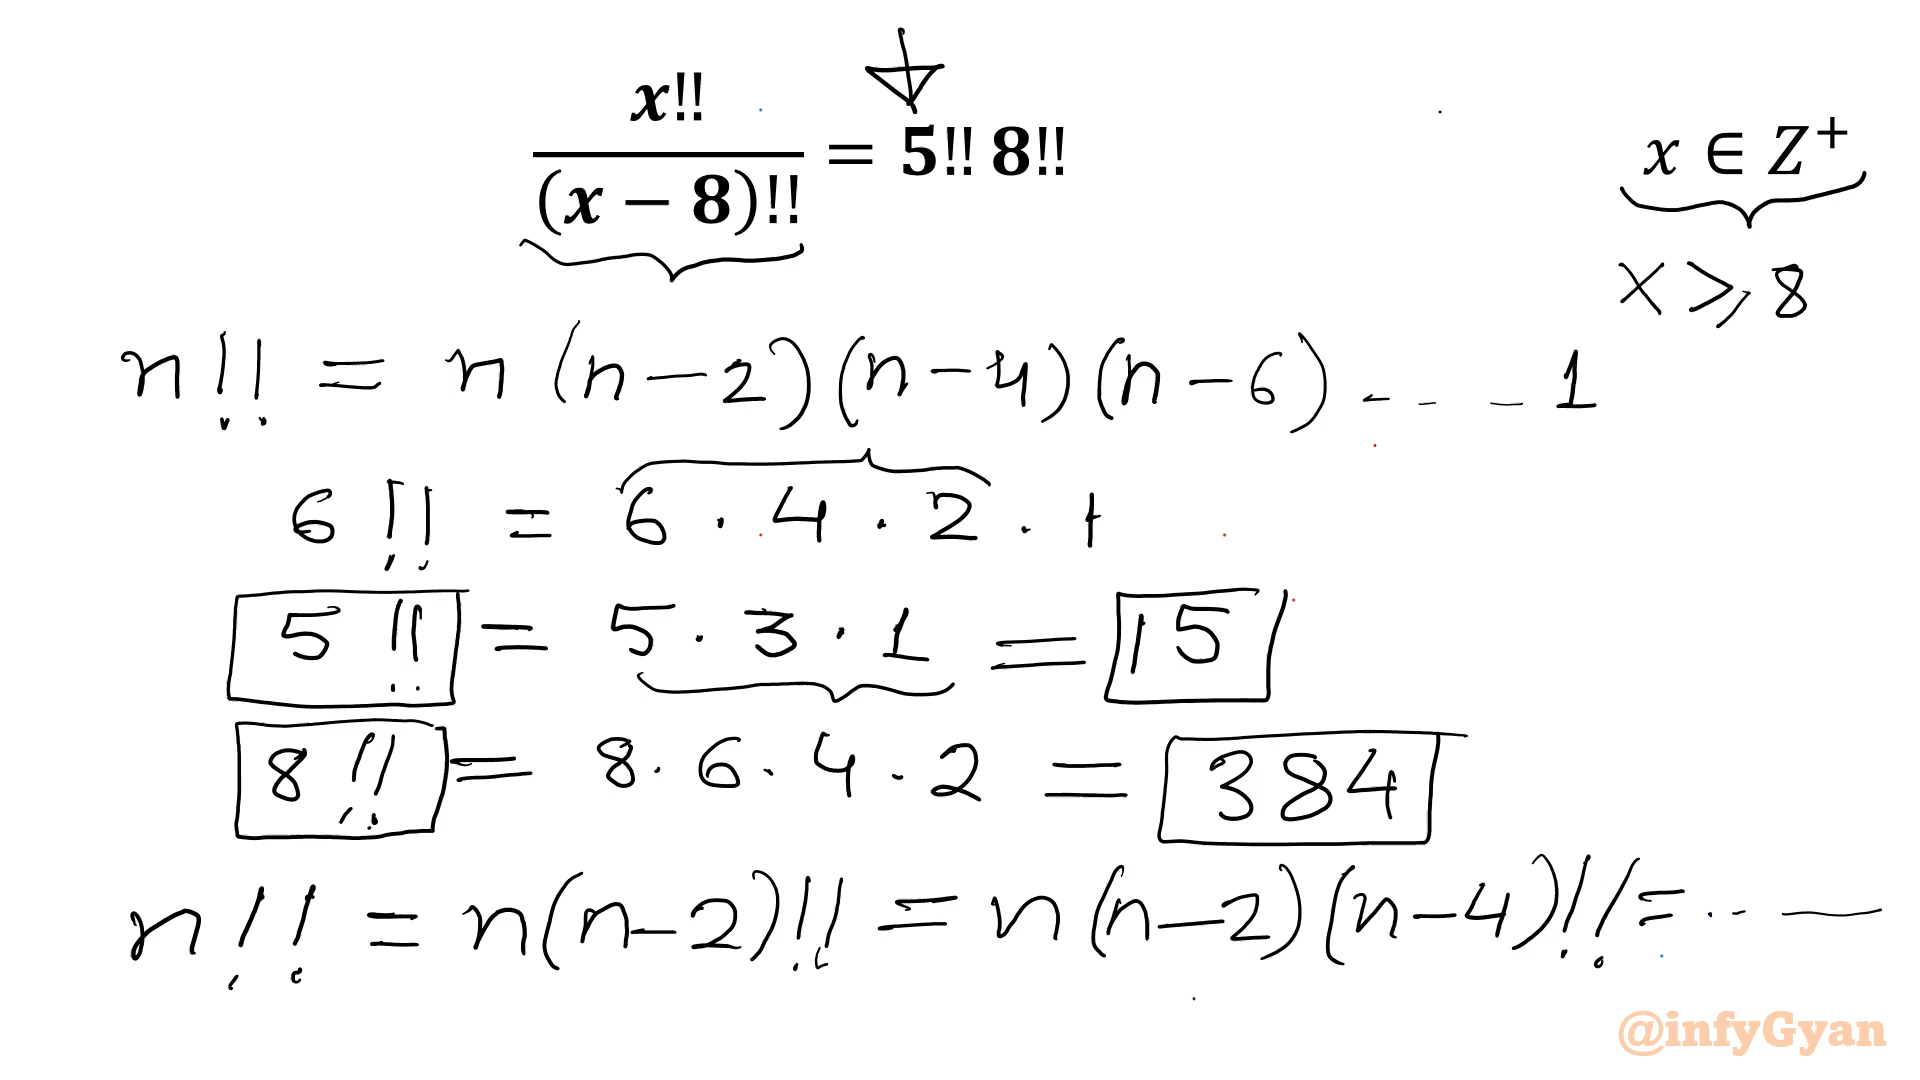 x!! / (x − 8)!! = 5!! 8!!
x ∈ Z⁺
x ⩾ 8
n!! = n (n−2)(n−4)(n−6) ---- 1
6!! = 6 · 4 · 2 · 1
5!! = 5 · 3 · 1 = 15
8!! = 8 · 6 · 4 · 2 = 384
n!! = n(n−2)!! = n(n−2)(n−4)!! = ----
@infyGyan